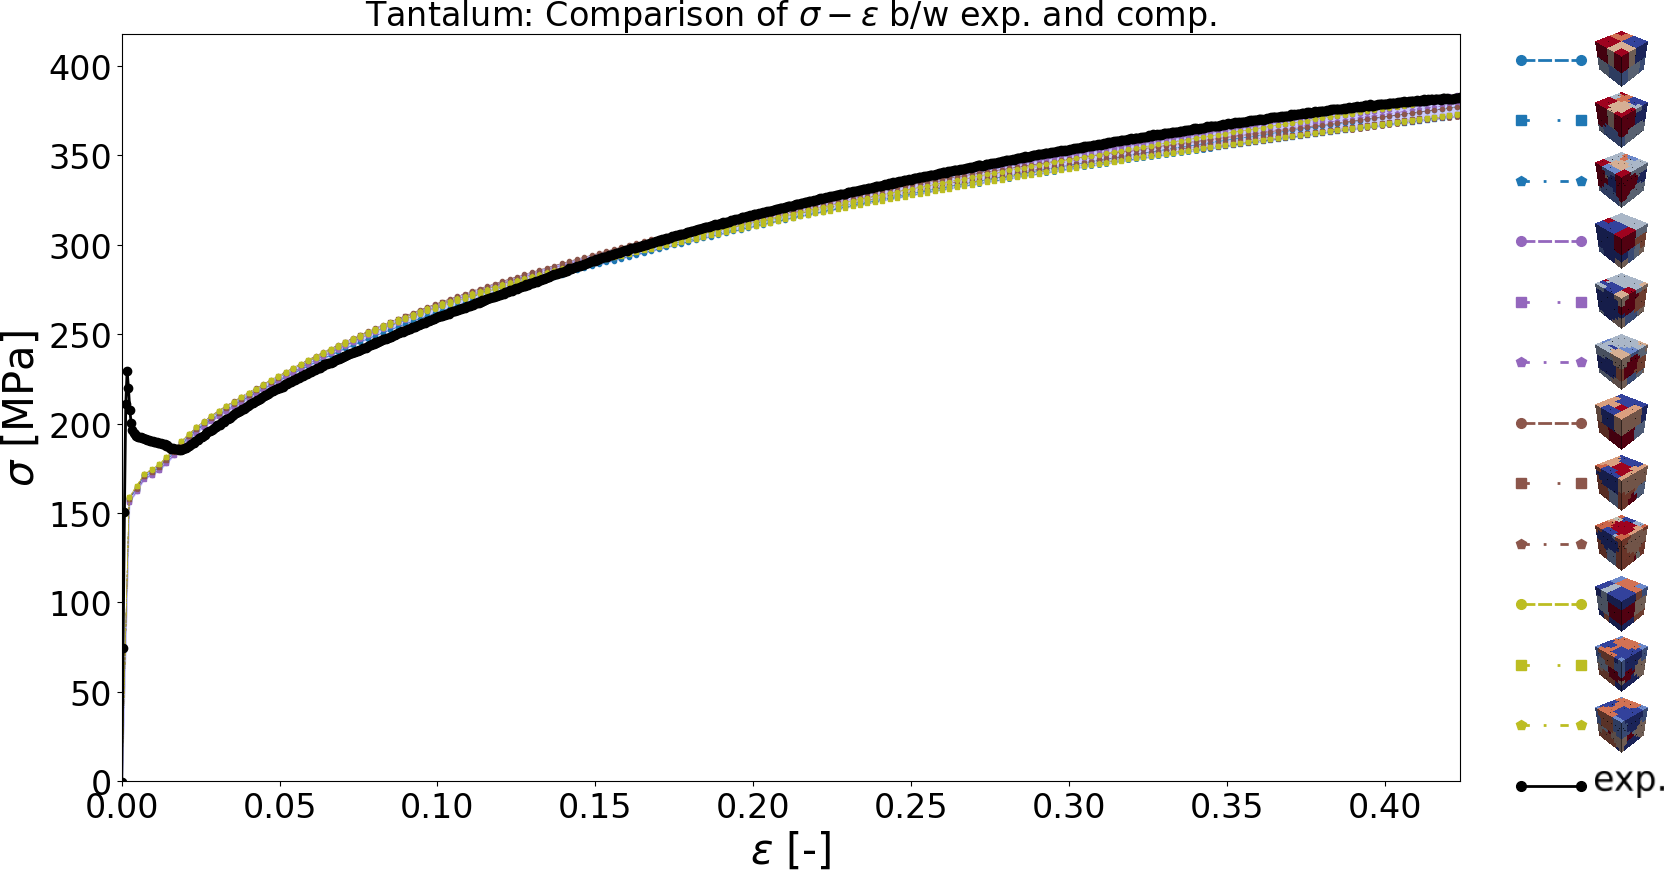 Tantalum: Comparison of σ − ε b/w exp. and comp.
400
350
300
250
200
150
100
50
0
σ [MPa]
0.00 0.05 0.10 0.15 0.20 0.25 0.30 0.35 0.40
ε [-]
exp.